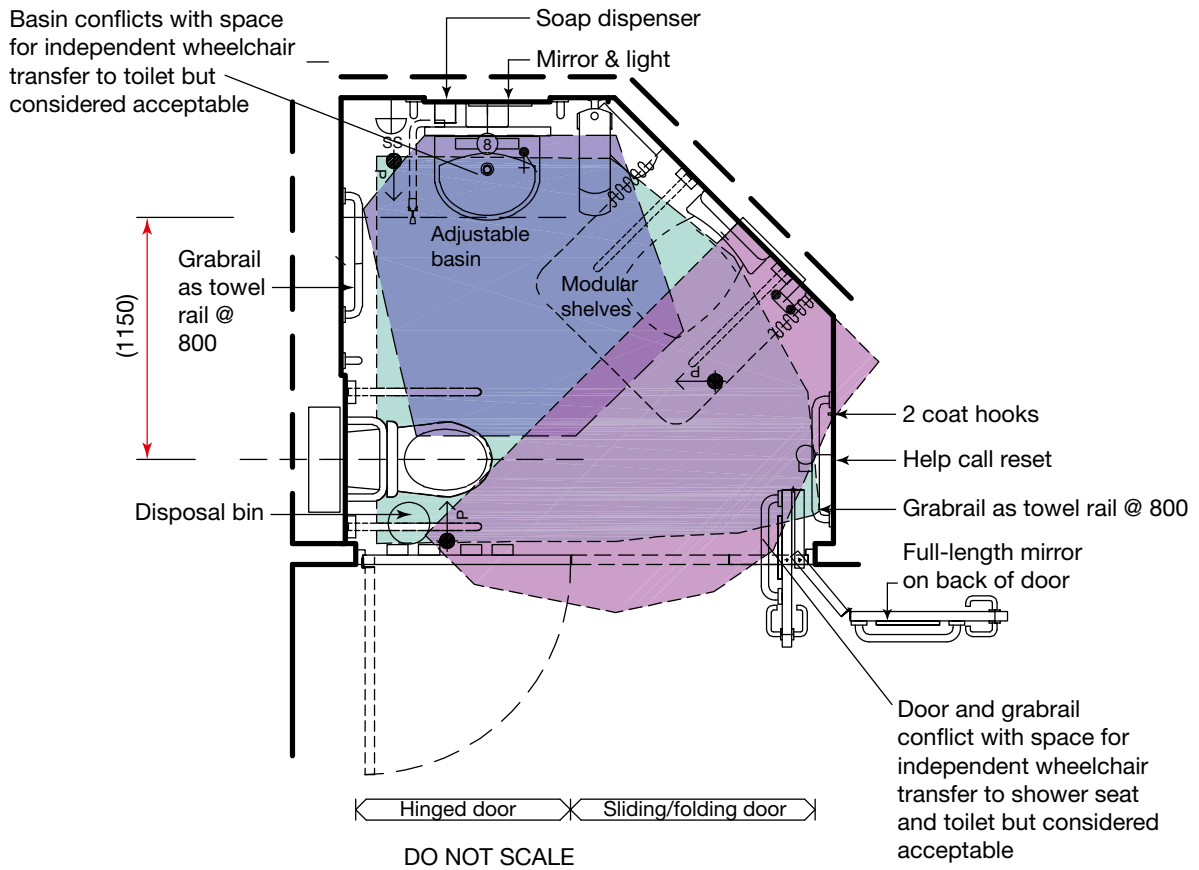 Basin conflicts with space
for independent wheelchair
transfer to toilet but
considered acceptable
Soap dispenser
Mirror & light
SS
8
P
Adjustable
basin
Grabrail
as towel
rail @
800
(1150)
Modular
shelves
P
2 coat hooks
Help call reset
Grabrail as towel rail @ 800
Disposal bin
P
Full-length mirror
on back of door
Door and grabrail
conflict with space for
independent wheelchair
transfer to shower seat
and toilet but considered
acceptable
Hinged door
Sliding/folding door
DO NOT SCALE